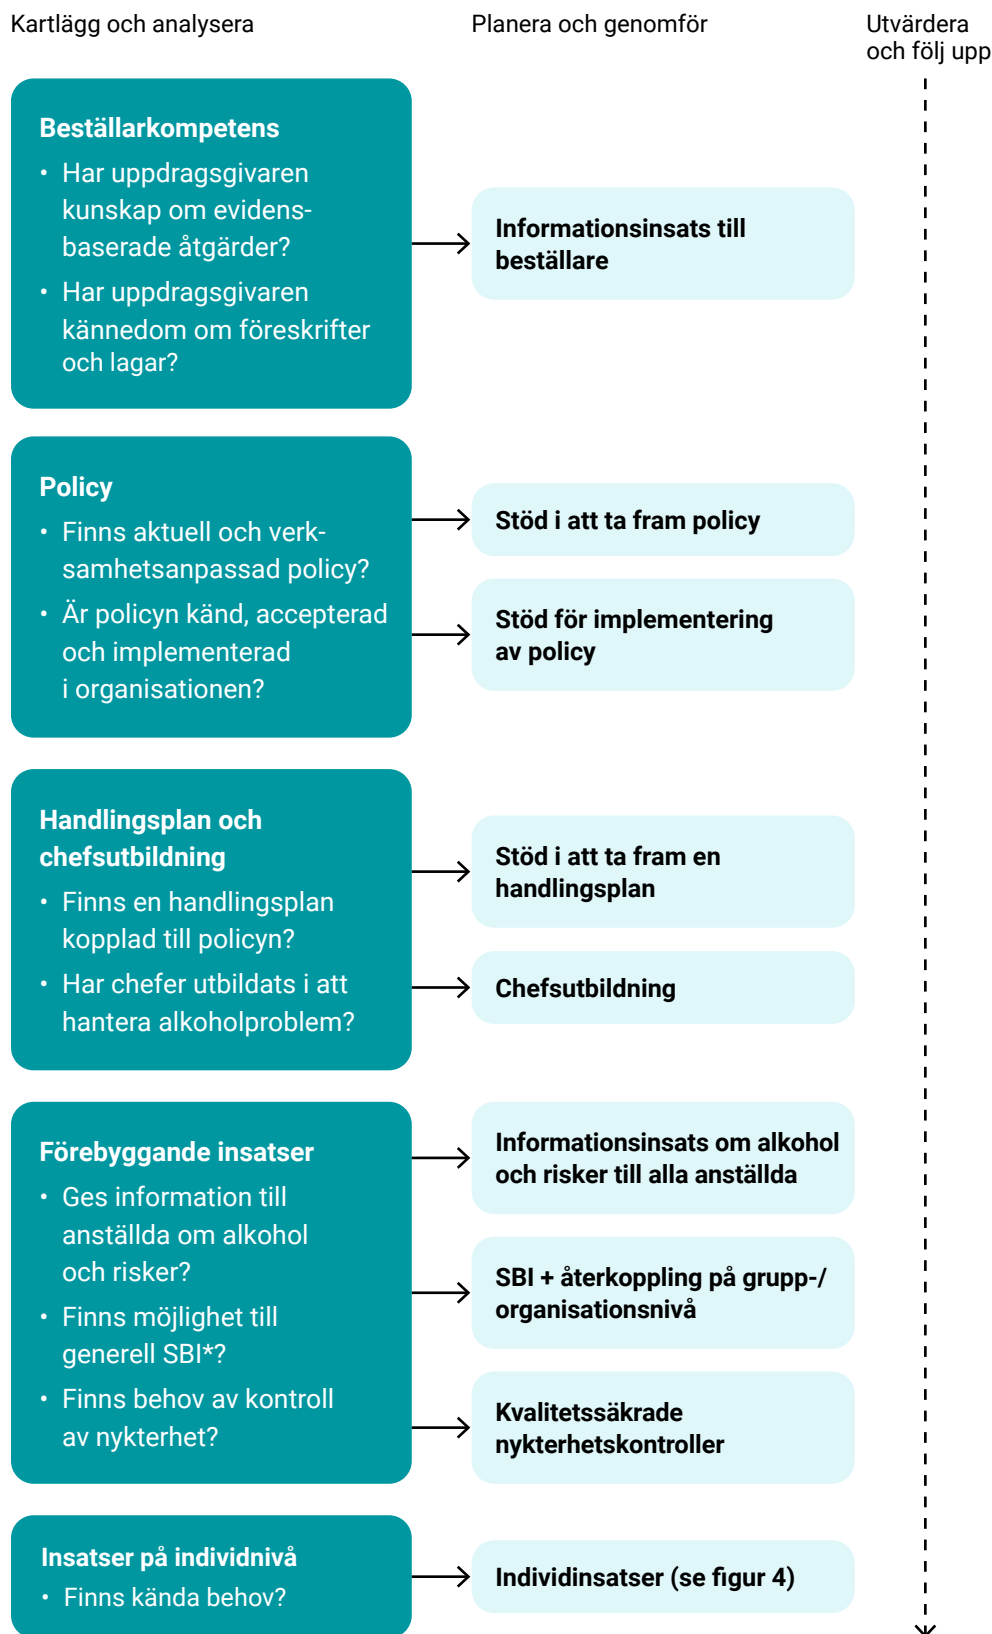 Kartlägg och analysera
Planera och genomför
Utvärdera
och följ upp
Beställarkompetens
• Har uppdragsgivaren
kunskap om evidens-
baserade åtgärder?
• Har uppdragsgivaren
kännedom om föreskrifter
och lagar?
Informationsinsats till
beställare
Policy
• Finns aktuell och verk-
samhetsanpassad policy?
• Är policyn känd, accepterad
och implementerad
i organisationen?
Stöd i att ta fram policy
Stöd för implementering
av policy
Handlingsplan och
chefsutbildning
• Finns en handlingsplan
kopplad till policyn?
• Har chefer utbildats i att
hantera alkoholproblem?
Stöd i att ta fram en
handlingsplan
Chefsutbildning
Förebyggande insatser
• Ges information till
anställda om alkohol
och risker?
• Finns möjlighet till
generell SBI*?
• Finns behov av kontroll
av nykterhet?
Informationsinsats om alkohol
och risker till alla anställda
SBI + återkoppling på grupp-/
organisationsnivå
Kvalitetssäkrade
nykterhetskontroller
Insatser på individnivå
• Finns kända behov?
Individinsatser (se figur 4)